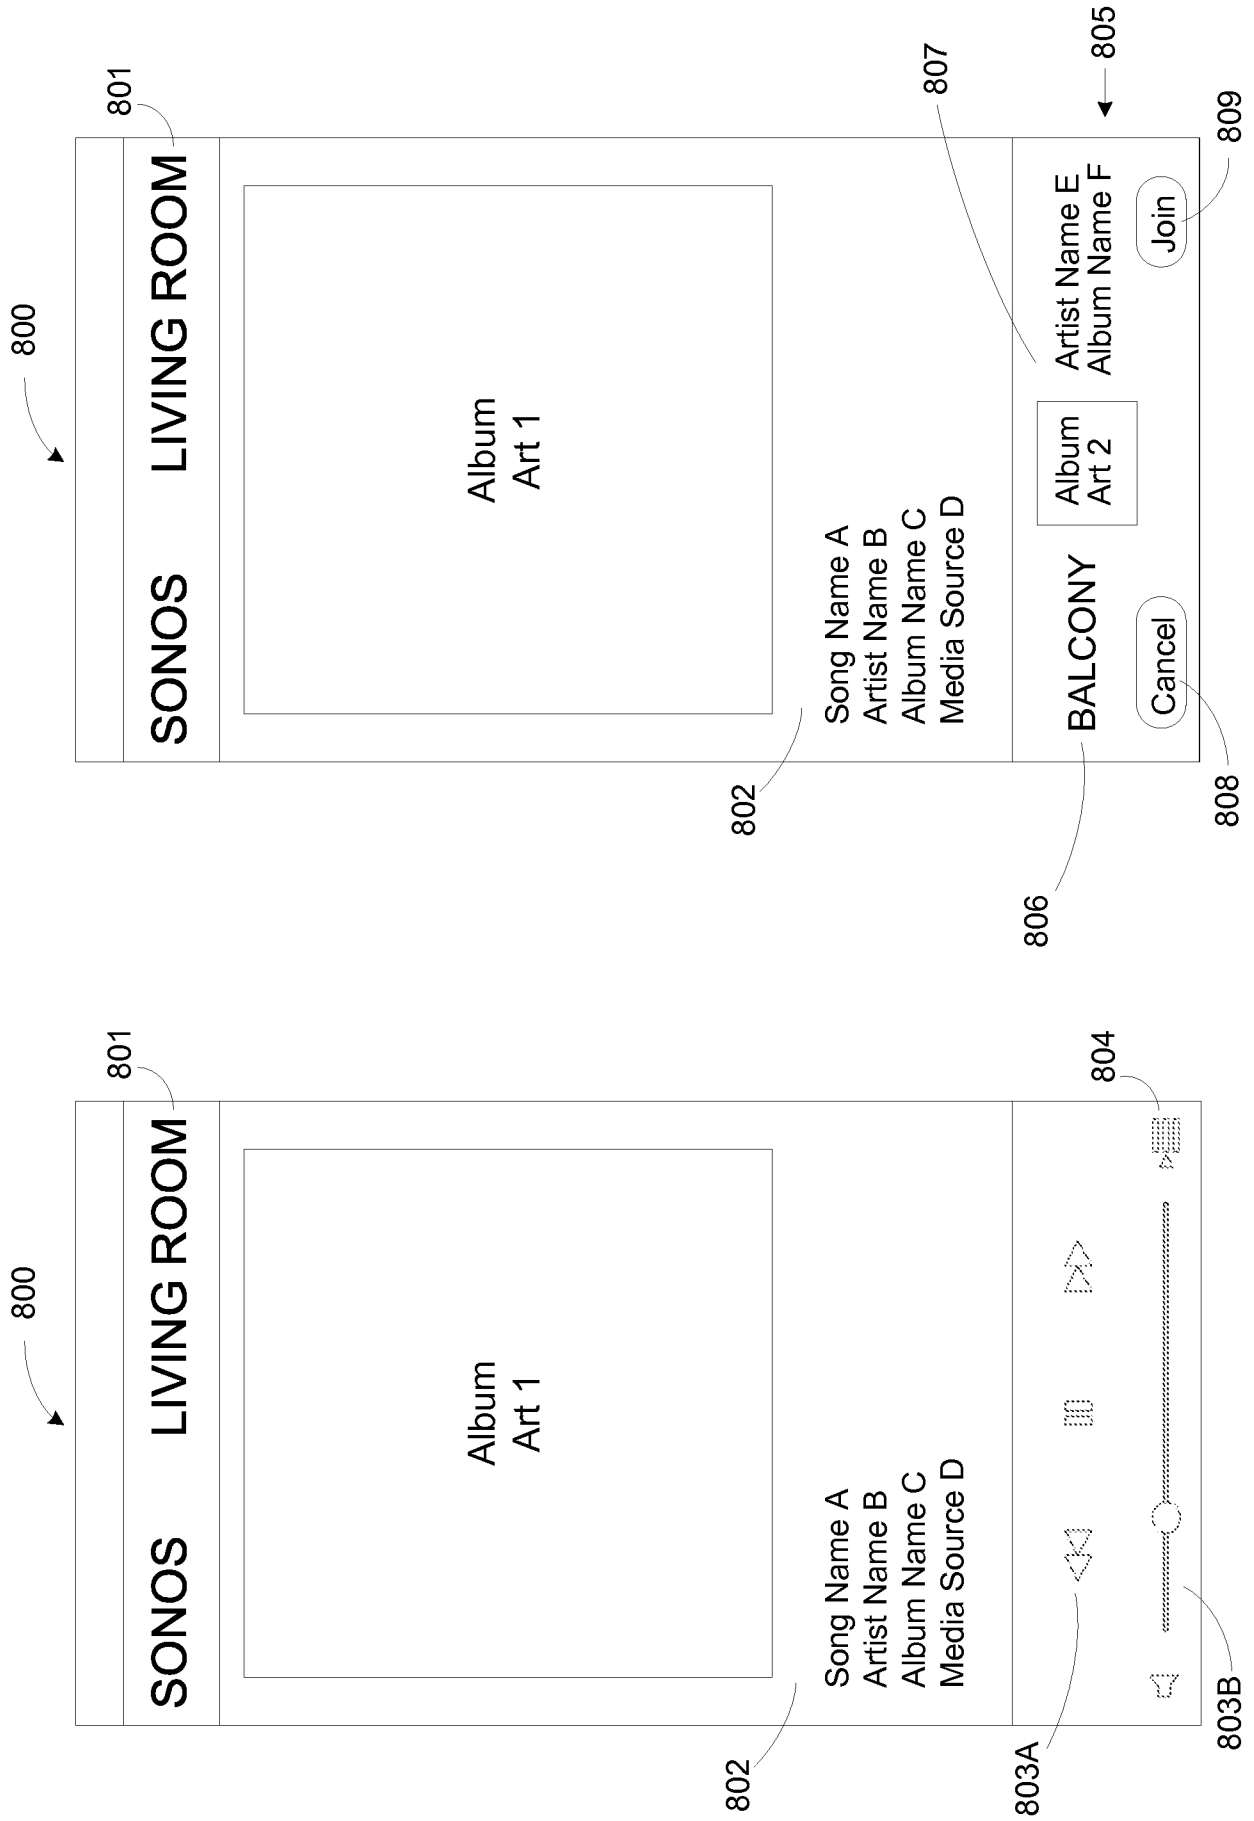 800
801
SONOS LIVING ROOM
Album
Art 1
802
Song Name A
Artist Name B
Album Name C
Media Source D
803A
804
803B
800
801
SONOS LIVING ROOM
Album
Art 1
802
Song Name A
Artist Name B
Album Name C
Media Source D
807
806
BALCONY
Album
Art 2
Artist Name E
Album Name F
805
Cancel
Join
808
809